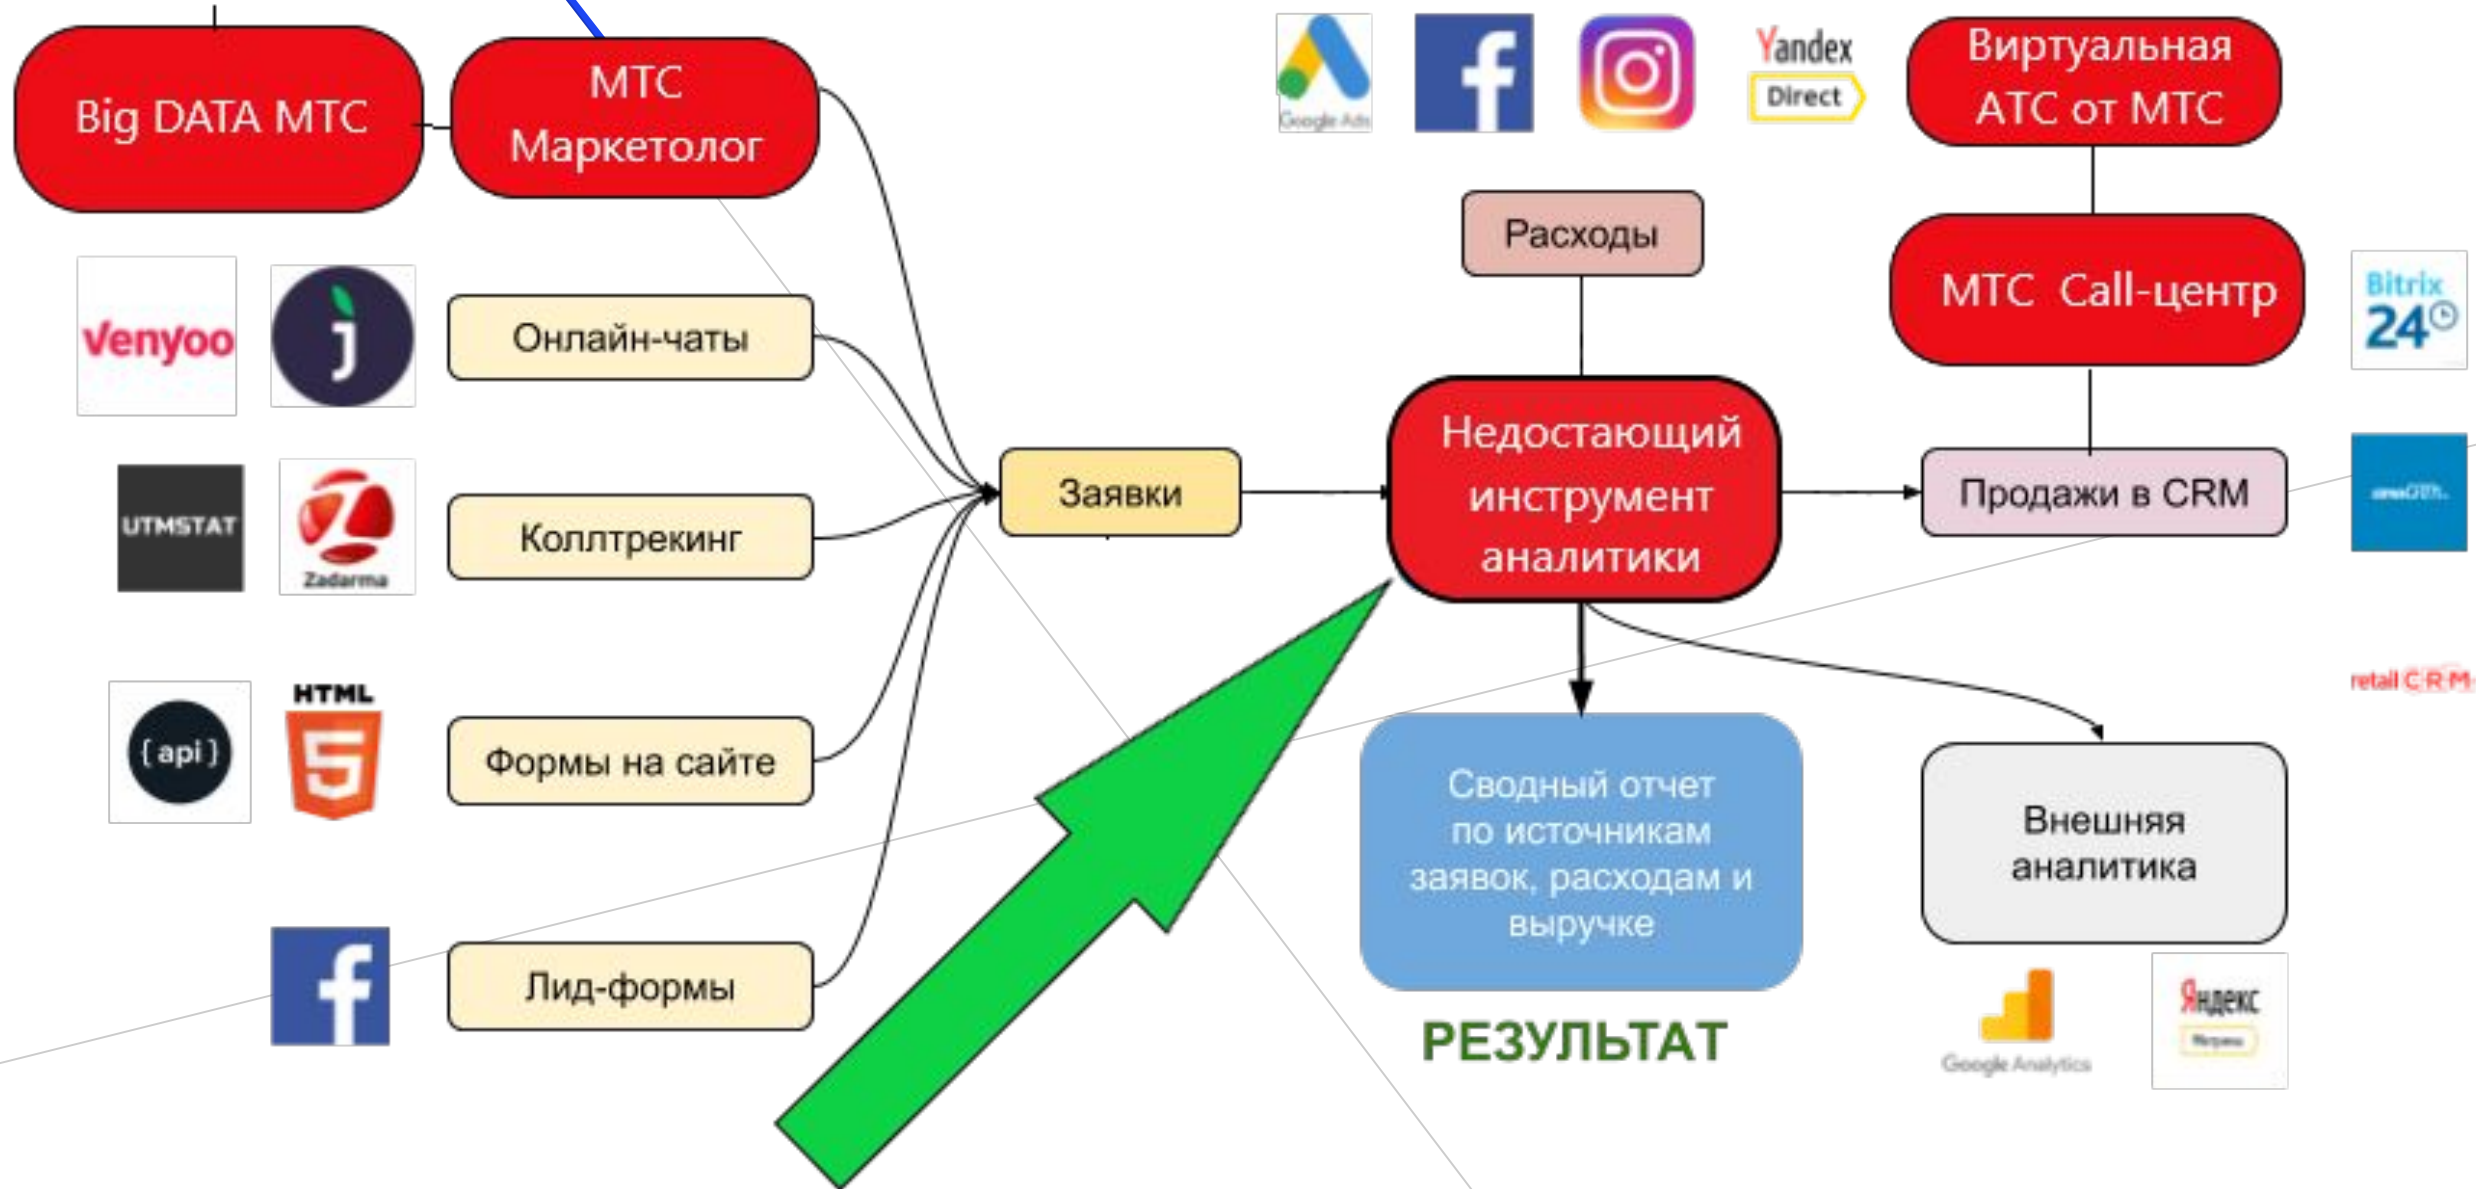 Big DATA МТС
МТС
Маркетолог
Google Ads
Yandex
Direct
Виртуальная
АТС от МТС
Расходы
МТС Call-центр
Bitrix
24
venyoo
j
Онлайн-чаты
UTMSTAT
Zadarma
Коллтрекинг
Заявки
Недостающий
инструмент
аналитики
Продажи в CRM
{api}
HTML
5
Формы на сайте
retail CRM
Сводный отчет
по источникам
заявок, расходам и
выручке
Внешняя
аналитика
f
Лид-формы
РЕЗУЛЬТАТ
Google Analytics
Яндекс